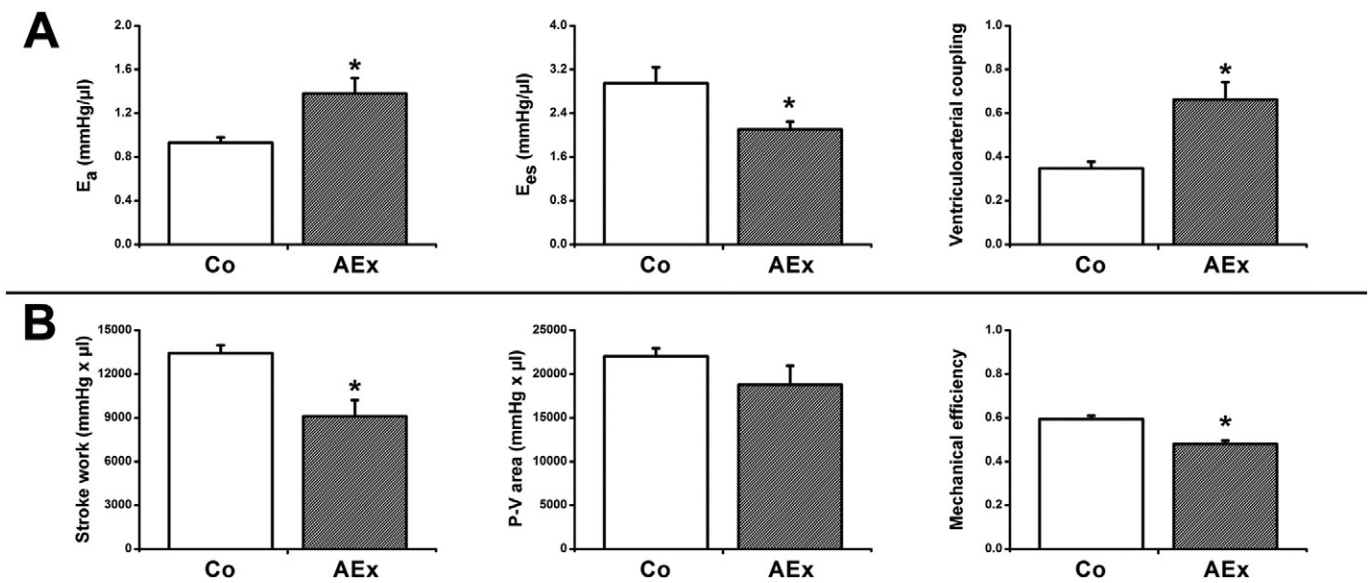 A
Ea (mmHg/µl)
2.0
1.6
1.2
0.8
0.4
0.0
*
Co
AEx
Ees (mmHg/µl)
4.0
3.2
2.4
1.6
0.8
0.0
*
Co
AEx
Ventriculoarterial coupling
1.0
0.8
0.6
0.4
0.2
0.0
*
Co
AEx
B
Stroke work (mmHg x µl)
15000
12000
9000
6000
3000
0
*
Co
AEx
P-V area (mmHg x µl)
25000
20000
15000
10000
5000
0
Co
AEx
Mechanical efficiency
1.0
0.8
0.6
0.4
0.2
0.0
*
Co
AEx